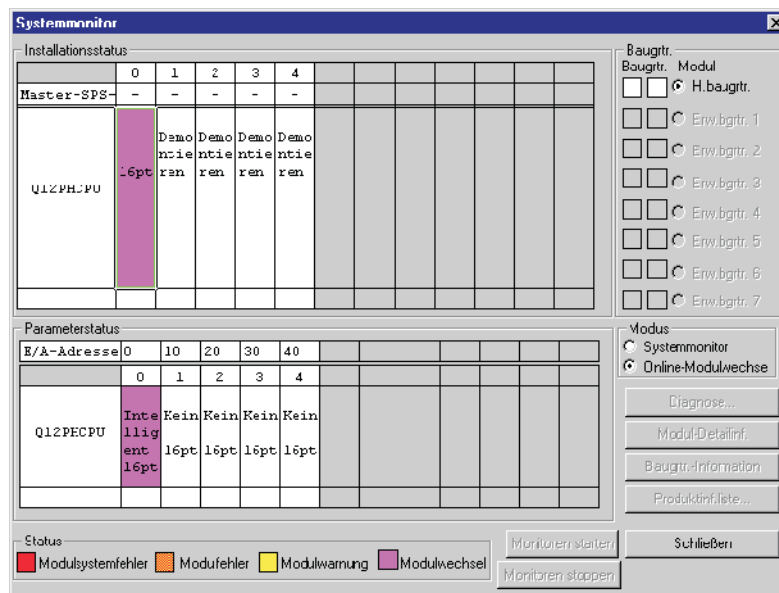 Systemmonitor
Installationsstatus
0 1 2 3 4
Master-SPS- - - - - -
Q12PHCPU
16pt
Demo Demo Demo Demo
ntie ntie ntie ntie
ren ren ren ren
Parameterstatus
E/A-Adresse 0 10 20 30 40
0 1 2 3 4
Q12PECPU
Inte Kein Kein Kein Kein
llig
ent 16pt 16pt 16pt 16pt
16pt
Status
Modulsystemfehler Modufehler Modulwarnung Modulwechsel
Baugrtr.
Baugrtr. Modul
H.baugrtr.
Erw.bgrtr. 1
Erw.bgrtr. 2
Erw.bgrtr. 3
Erw.bgrtr. 4
Erw.bgrtr. 5
Erw.bgrtr. 6
Erw.bgrtr. 7
Modus
Systemmonitor
Online-Modulwechse
Diagnose...
Modul-Detailinf.
Baugrtr.-Information
Produktinf.liste...
Monitoren starten
Monitoren stoppen
Schließen